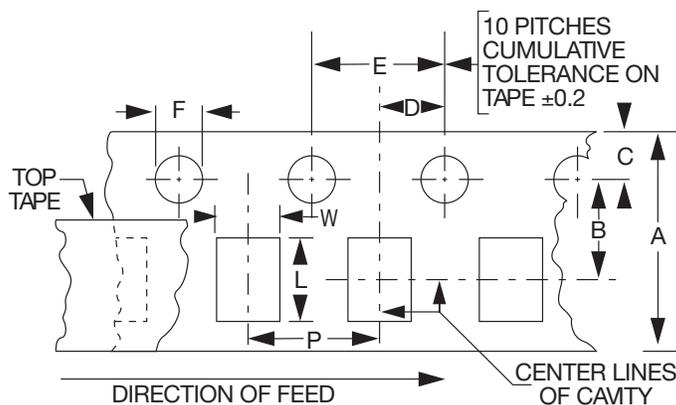 10 PITCHES
CUMULATIVE
TOLERANCE ON
TAPE ±0.2
E
D
F
C
TOP
TAPE
W
B
A
L
P
CENTER LINES
OF CAVITY
DIRECTION OF FEED